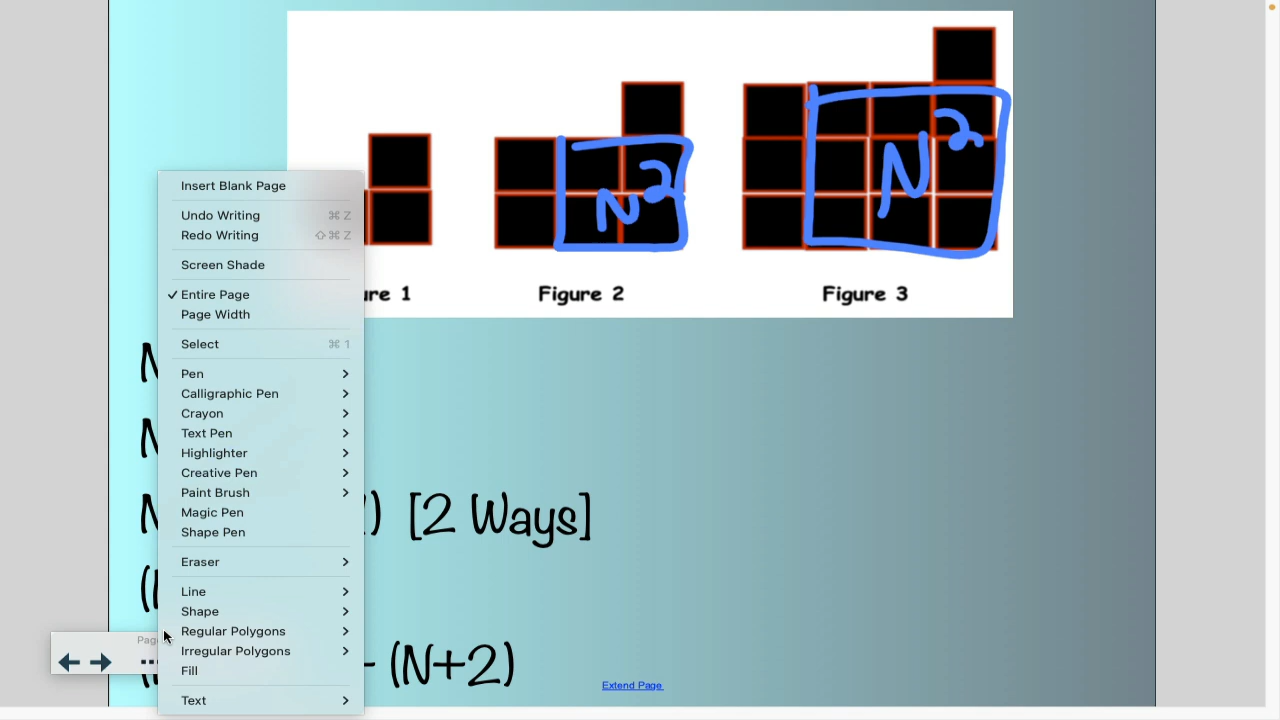 N²
N²
ure 1
Figure 2
Figure 3
Insert Blank Page
Undo Writing ⌘ Z
Redo Writing ⇧⌘ Z
Screen Shade
✓ Entire Page
Page Width
Select ⌘ 1
Pen >
Calligraphic Pen >
Crayon >
Text Pen >
Highlighter >
Creative Pen >
Paint Brush >
Magic Pen
Shape Pen
Eraser >
Line >
Shape >
Regular Polygons >
Irregular Polygons >
Fill
Text >
N
N
N ) [2 Ways]
(
( - (N+2)
Pag
Extend Page